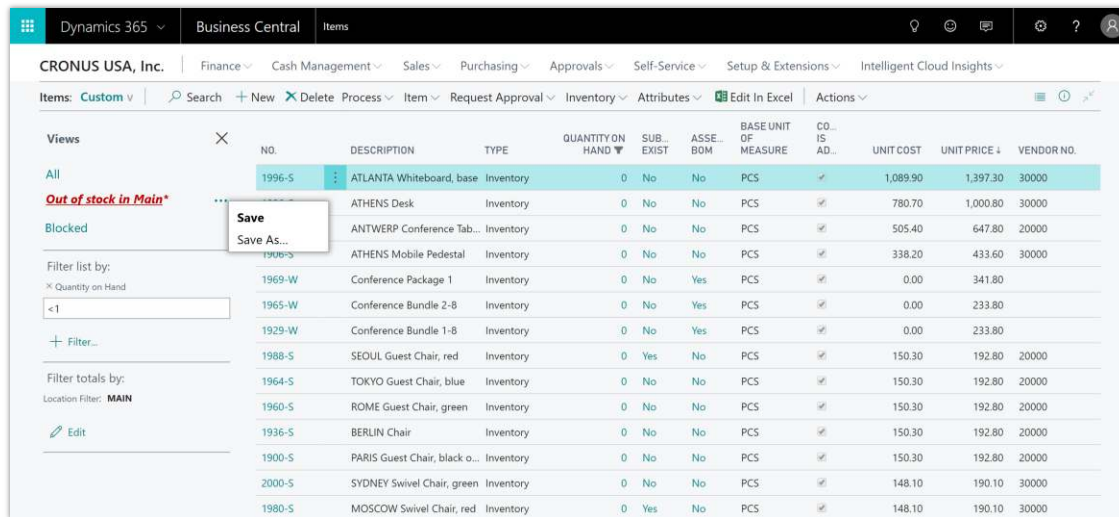 Dynamics 365 Business Central Items ?
CRONUS USA, Inc. Finance Cash Management Sales Purchasing Approvals Self-Service Setup & Extensions Intelligent Cloud Insights
Items: Custom Search + New Delete Process Item Request Approval Inventory Attributes Edit In Excel Actions
Views
All
Out of stock in Main* ...
Save
Save As...
Blocked
Filter list by:
× Quantity on Hand
<1
+ Filter...
Filter totals by:
Location Filter: MAIN
Edit
NO. DESCRIPTION TYPE QUANTITY ON HAND SUB... EXIST ASSE... BOM BASE UNIT OF MEASURE CO... IS AD... UNIT COST UNIT PRICE ↓ VENDOR NO.
1996-S ATLANTA Whiteboard, base Inventory 0 No No PCS 1,089.90 1,397.30 30000
ATHENS Desk Inventory 0 No No PCS 780.70 1,000.80 30000
ANTWERP Conference Tab... Inventory 0 No No PCS 505.40 647.80 20000
1906-S ATHENS Mobile Pedestal Inventory 0 No No PCS 338.20 433.60 30000
1969-W Conference Package 1 Inventory 0 No Yes PCS 0.00 341.80
1965-W Conference Bundle 2-8 Inventory 0 No Yes PCS 0.00 233.80
1929-W Conference Bundle 1-8 Inventory 0 No Yes PCS 0.00 233.80
1988-S SEOUL Guest Chair, red Inventory 0 Yes No PCS 150.30 192.80 20000
1964-S TOKYO Guest Chair, blue Inventory 0 No No PCS 150.30 192.80 20000
1960-S ROME Guest Chair, green Inventory 0 No No PCS 150.30 192.80 20000
1936-S BERLIN Chair Inventory 0 No No PCS 150.30 192.80 20000
1900-S PARIS Guest Chair, black o... Inventory 0 No No PCS 150.30 192.80 20000
2000-S SYDNEY Swivel Chair, green Inventory 0 No No PCS 148.10 190.10 30000
1980-S MOSCOW Swivel Chair, red Inventory 0 Yes No PCS 148.10 190.10 30000